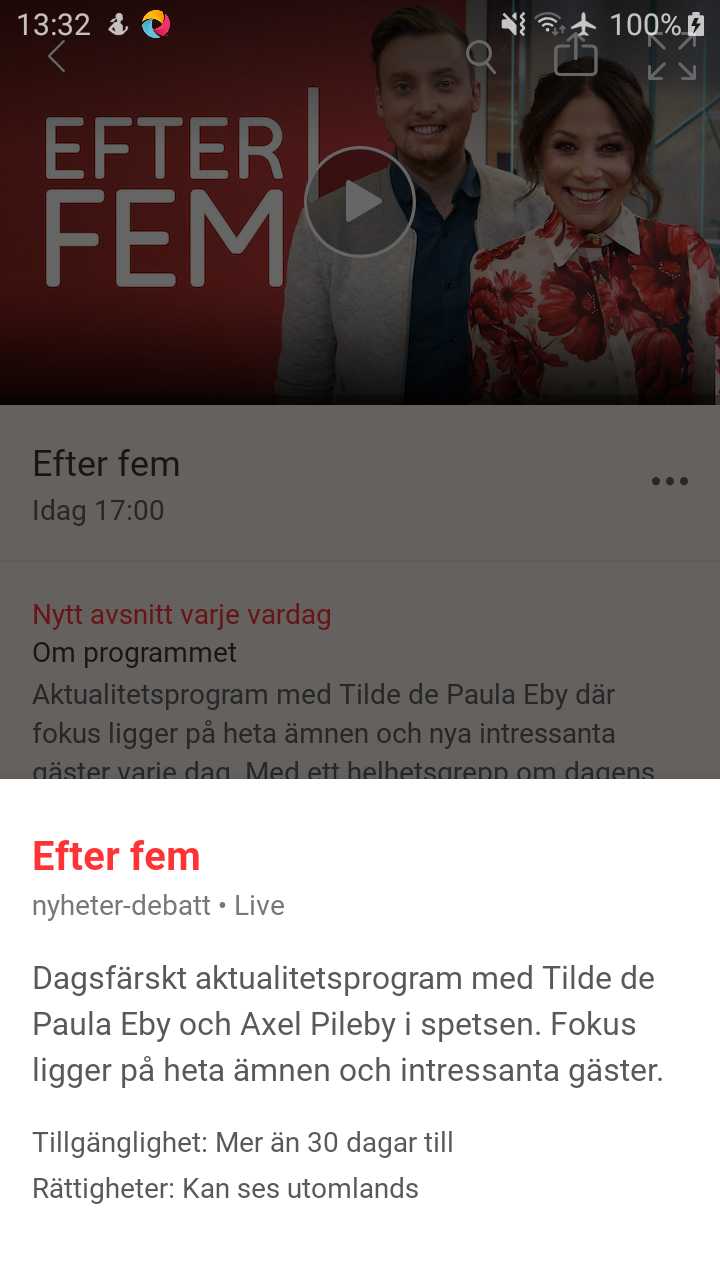 13:32
100%
EFTER
FEM
Efter fem
Idag 17:00
Nytt avsnitt varje vardag
Om programmet
Aktualitetsprogram med Tilde de Paula Eby där
fokus ligger på heta ämnen och nya intressanta
gäster varje dag. Med ett helhetsgrepp om dagens
Efter fem
nyheter-debatt • Live
Dagsfärskt aktualitetsprogram med Tilde de
Paula Eby och Axel Pileby i spetsen. Fokus
ligger på heta ämnen och intressanta gäster.
Tillgänglighet: Mer än 30 dagar till
Rättigheter: Kan ses utomlands